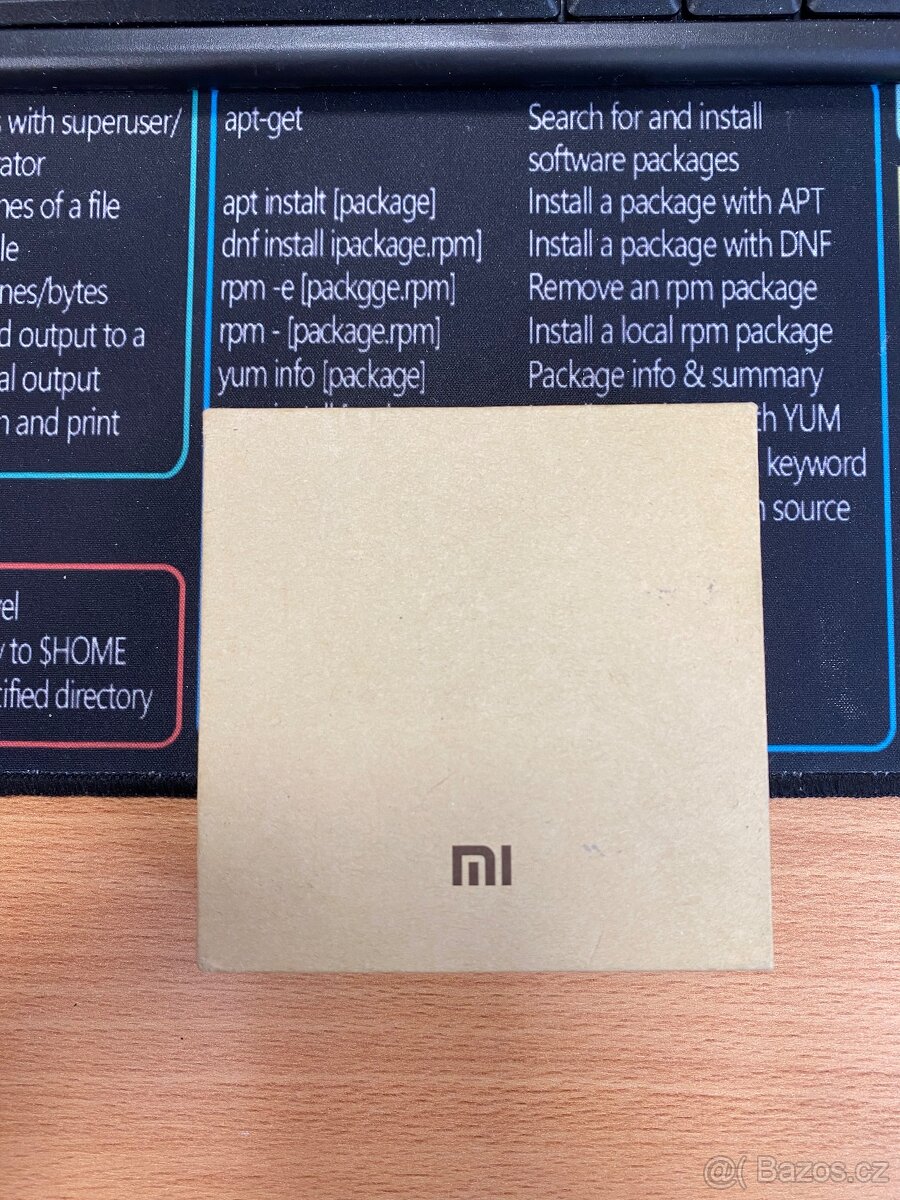 s with superuser/
ator
nes of a file
le
nes/bytes
d output to a
al output
n and print
apt-get
Search for and install
software packages
apt instalt [package]
Install a package with APT
dnf install ipackage.rpm]
Install a package with DNF
rpm -e [packgge.rpm]
Remove an rpm package
rpm - [package.rpm]
Install a local rpm package
yum info [package]
Package info & summary
th YUM
keyword
source
el
y to $HOME
ified directory
MI
@( Bazos.cz